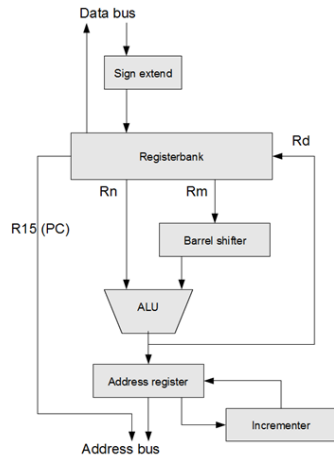 Data bus
Sign extend
Registerbank
Rd
Rn
Rm
R15 (PC)
Barrel shifter
ALU
Address register
Incrementer
Address bus